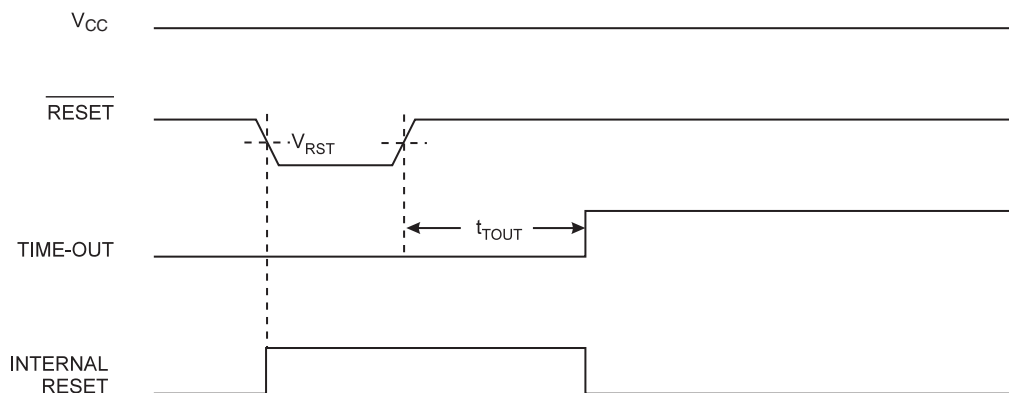 VCC
RESET
VRST
tTOUT
TIME-OUT
INTERNAL
RESET